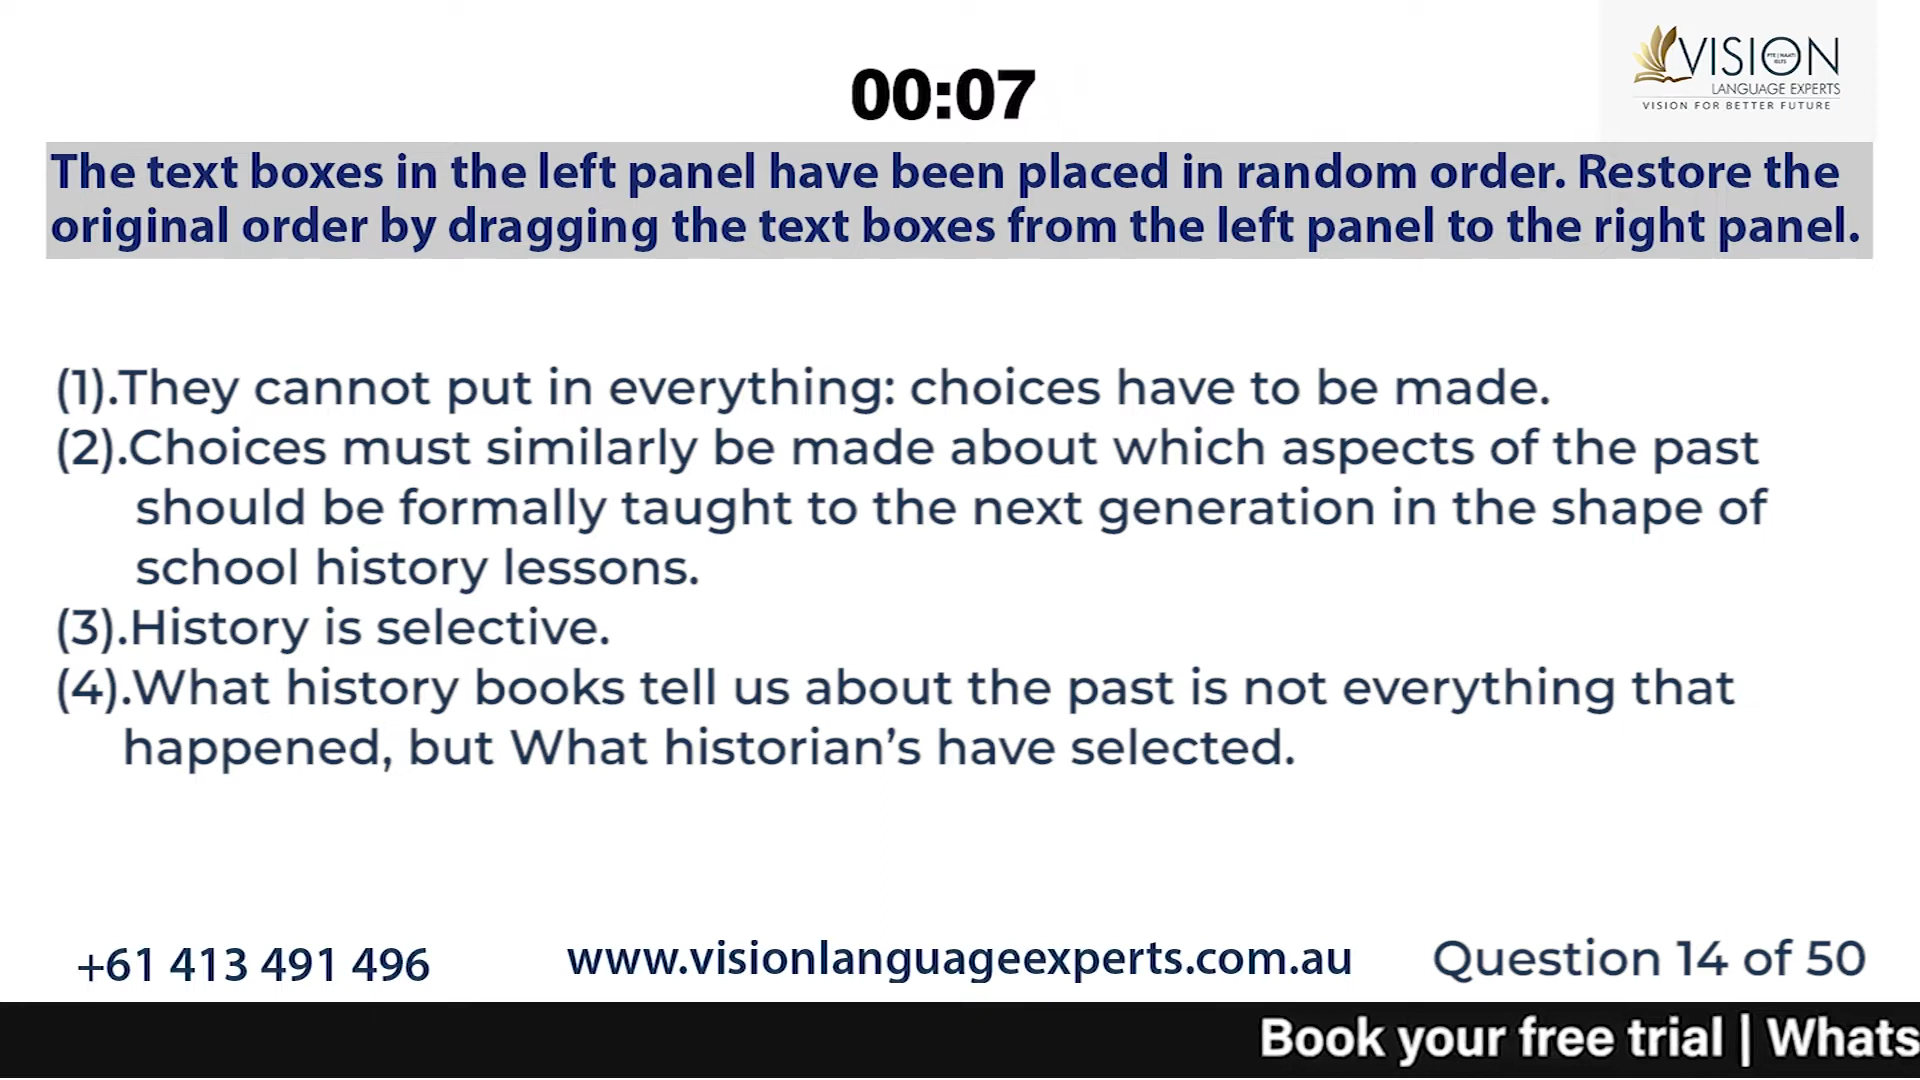 VISION
PTE | NAATI
IELTS
LANGUAGE EXPERTS
VISION FOR BETTER FUTURE
00:07
The text boxes in the left panel have been placed in random order. Restore the
original order by dragging the text boxes from the left panel to the right panel.
(1).They cannot put in everything: choices have to be made.
(2).Choices must similarly be made about which aspects of the past
should be formally taught to the next generation in the shape of
school history lessons.
(3).History is selective.
(4).What history books tell us about the past is not everything that
happened, but What historian's have selected.
+61 413 491 496
www.visionlanguageexperts.com.au
Question 14 of 50
Book your free trial | Whats